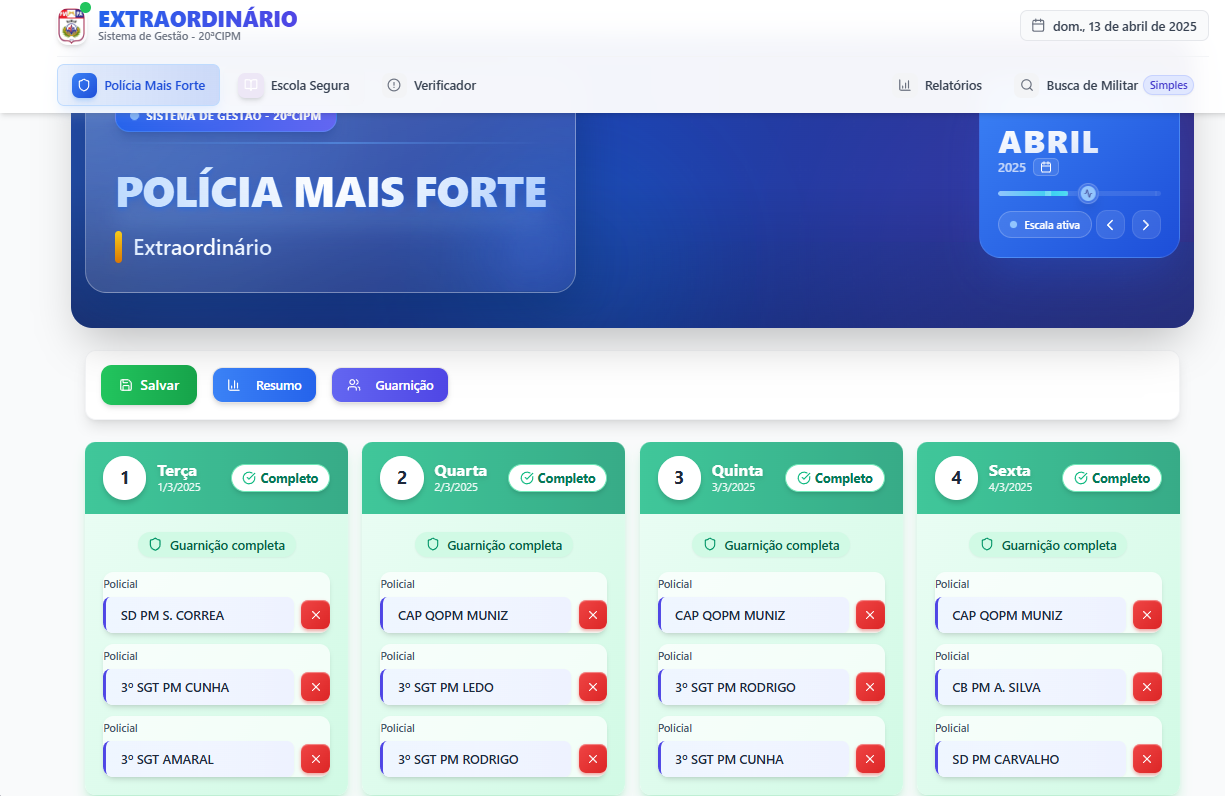 EXTRAORDINÁRIO
Sistema de Gestão - 20ªCIPM
dom., 13 de abril de 2025
Polícia Mais Forte
Escola Segura
Verificador
Relatórios
Busca de Militar
Simples
SISTEMA DE GESTÃO - 20ªCIPM
POLÍCIA MAIS FORTE
Extraordinário
ABRIL
2025
Escala ativa
Salvar
Resumo
Guarnição
1
Terça
1/3/2025
Completo
Guarnição completa
Policial
SD PM S. CORREA
Policial
3º SGT PM CUNHA
Policial
3º SGT AMARAL
2
Quarta
2/3/2025
Completo
Guarnição completa
Policial
CAP QOPM MUNIZ
Policial
3º SGT PM LEDO
Policial
3º SGT PM RODRIGO
3
Quinta
3/3/2025
Completo
Guarnição completa
Policial
CAP QOPM MUNIZ
Policial
3º SGT PM RODRIGO
Policial
3º SGT PM CUNHA
4
Sexta
4/3/2025
Completo
Guarnição completa
Policial
CAP QOPM MUNIZ
Policial
CB PM A. SILVA
Policial
SD PM CARVALHO